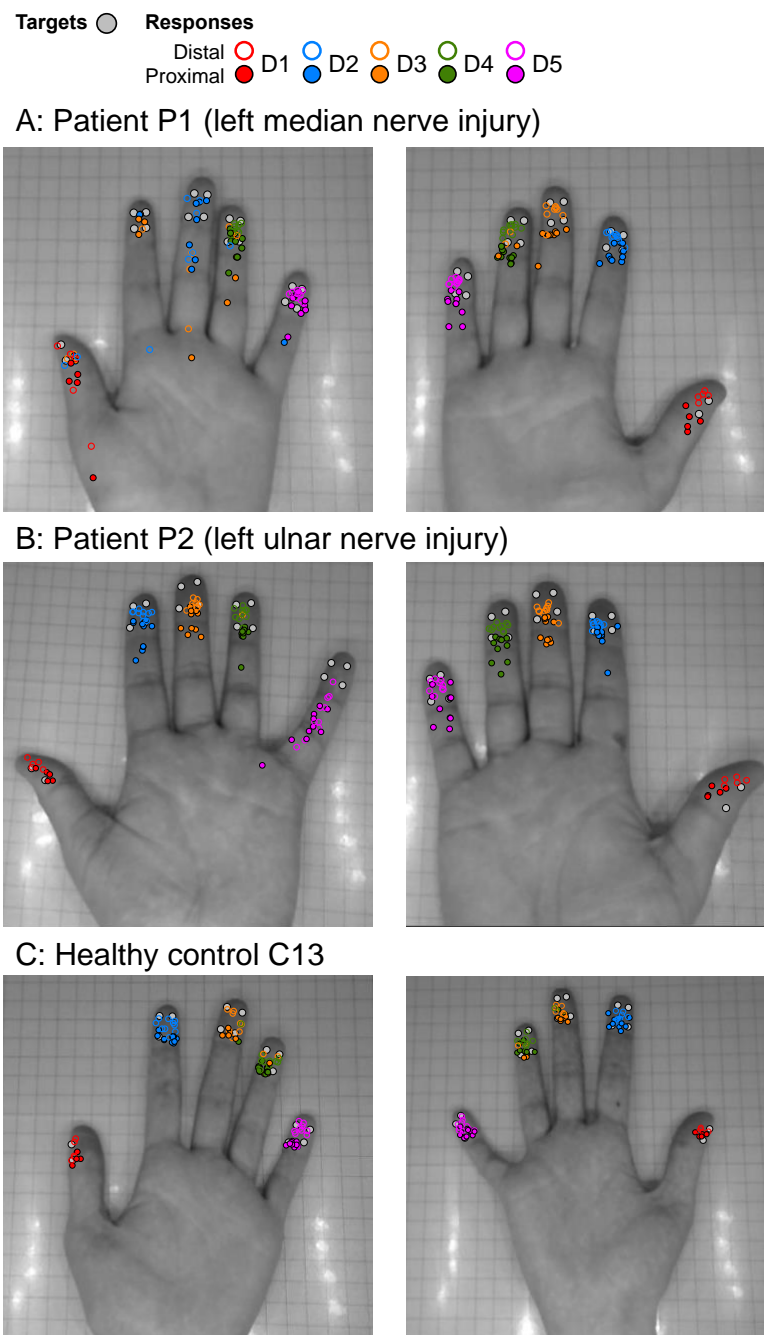 Targets Responses
Distal D1 D2 D3 D4 D5
Proximal
A: Patient P1 (left median nerve injury)
B: Patient P2 (left ulnar nerve injury)
C: Healthy control C13